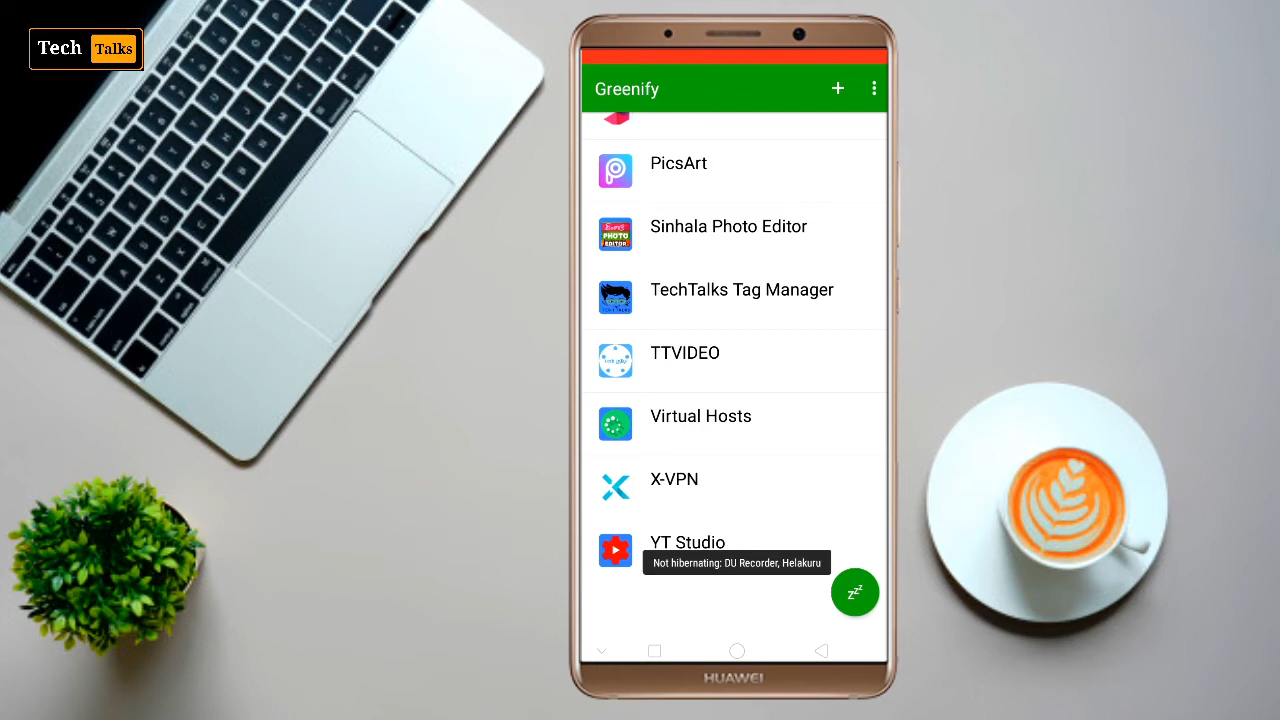 Tech Talks
Greenify
PicsArt
Sinhala Photo Editor
TechTalks Tag Manager
TTVIDEO
Virtual Hosts
X-VPN
YT Studio
Not hibernating: DU Recorder, Helakuru
zzz
HUAWEI